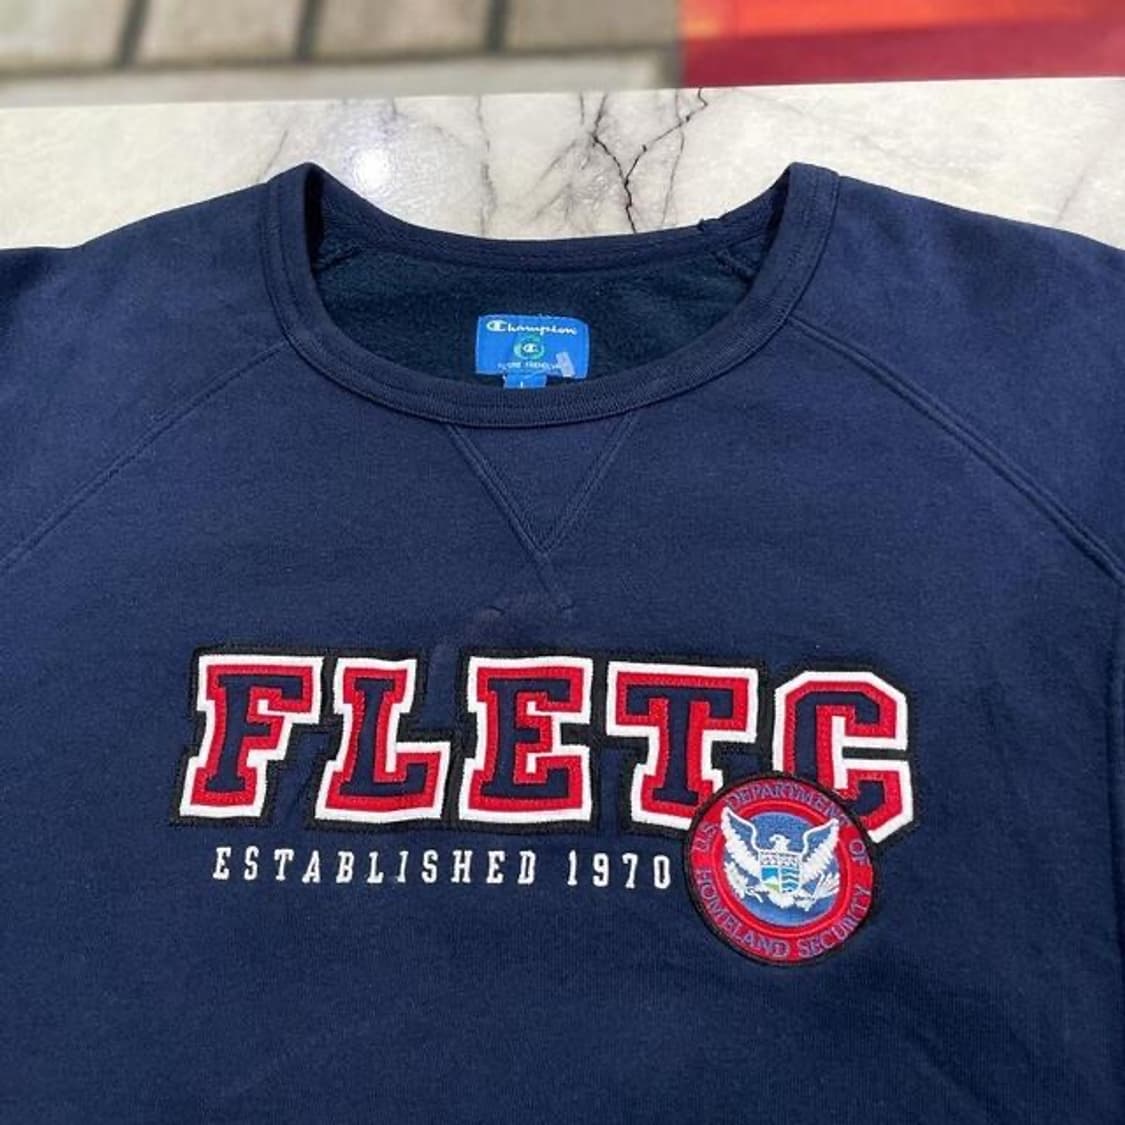 Champion
L
FLETC
ESTABLISHED 1970
U.S. DEPARTMENT OF
HOMELAND SECURITY